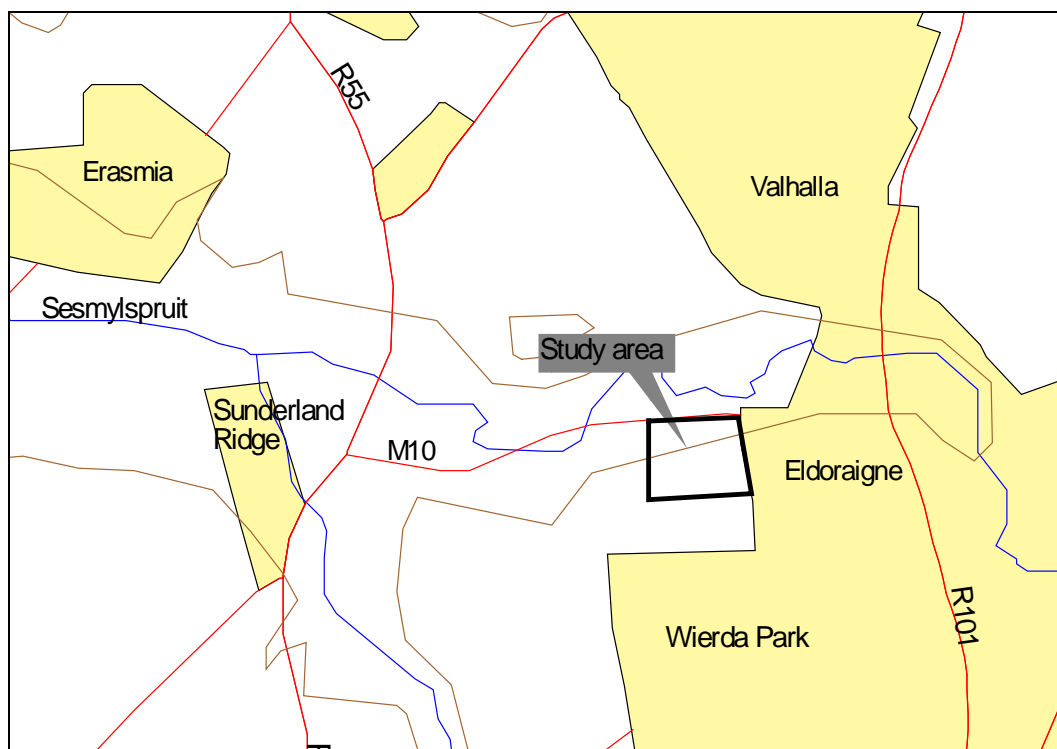 R55
Erasmia
Valhalla
Sesmylspruit
Study area
Sunderland
Ridge
M10
Eldoraigne
R101
Wierda Park